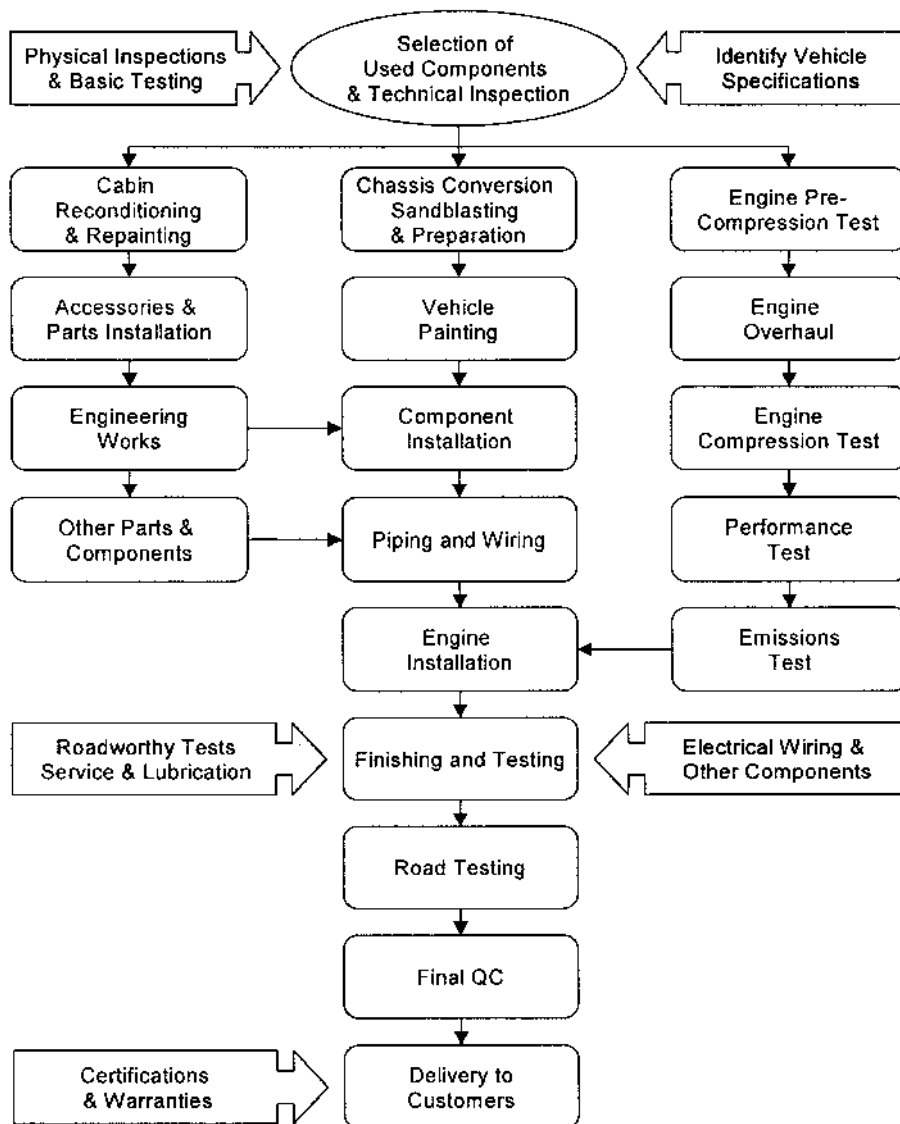 Physical Inspections
& Basic Testing
Selection of
Used Components
& Technical Inspection
Identify Vehicle
Specifications
Cabin
Reconditioning
& Repainting
Chassis Conversion
Sandblasting
& Preparation
Engine Pre-
Compression Test
Accessories &
Parts Installation
Vehicle
Painting
Engine
Overhaul
Engineering
Works
Component
Installation
Engine
Compression Test
Other Parts &
Components
Piping and Wiring
Performance
Test
Engine
Installation
Emissions
Test
Roadworthy Tests
Service & Lubrication
Finishing and Testing
Electrical Wiring &
Other Components
Road Testing
Final QC
Certifications
& Warranties
Delivery to
Customers